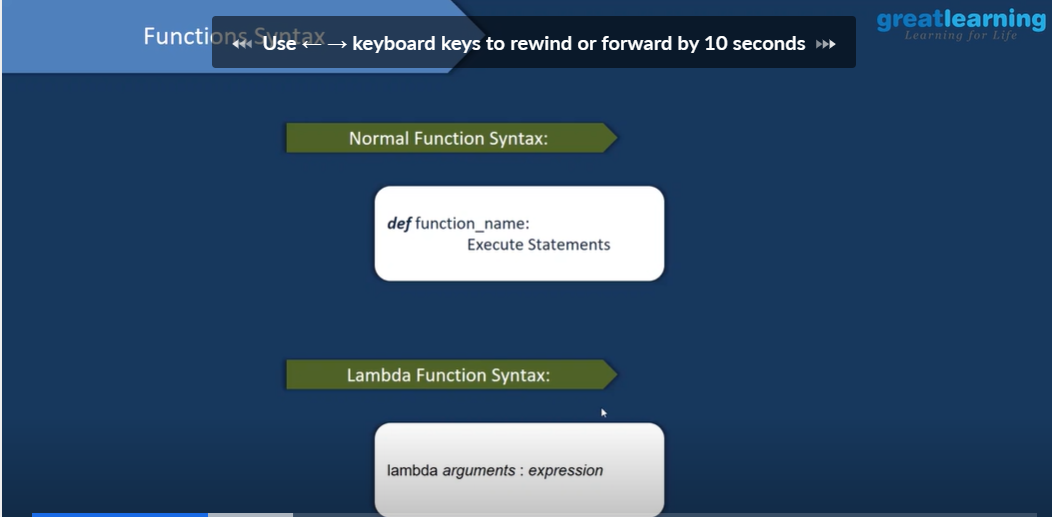 Functions Syntax
Use ← → keyboard keys to rewind or forward by 10 seconds
greatlearning
Learning for Life
Normal Function Syntax:
def function_name:
Execute Statements
Lambda Function Syntax:
lambda arguments : expression